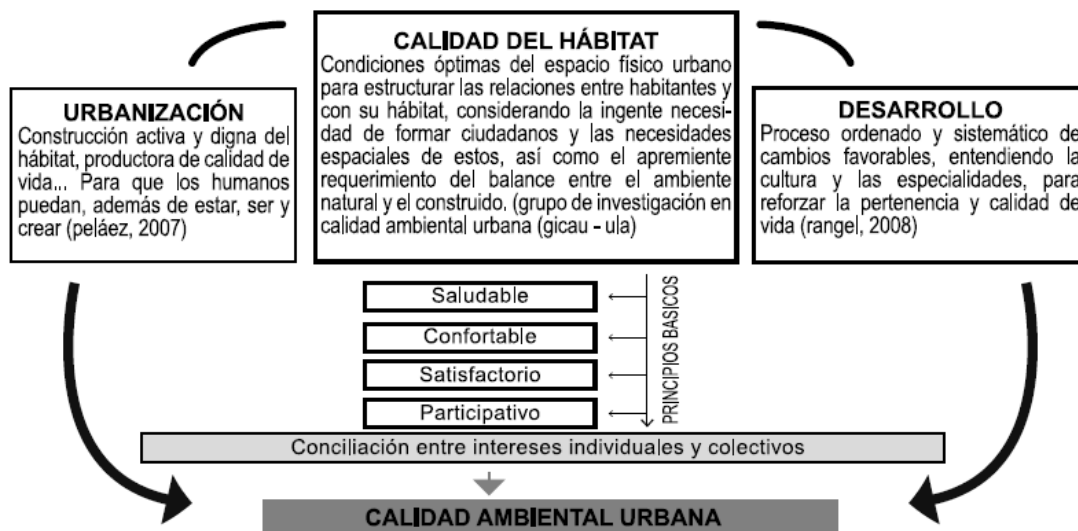 CALIDAD DEL HÁBITAT
Condiciones óptimas del espacio físico urbano
para estructurar las relaciones entre habitantes y
con su hábitat, considerando la ingente necesi-
dad de formar ciudadanos y las necesidades
espaciales de estos, así como el apremiente
requerimiento del balance entre el ambiente
natural y el construido. (grupo de investigación en
calidad ambiental urbana (gicau - ula)
URBANIZACIÓN
Construcción activa y digna del
hábitat, productora de calidad de
vida... Para que los humanos
puedan, además de estar, ser y
crear (peláez, 2007)
DESARROLLO
Proceso ordenado y sistemático de
cambios favorables, entendiendo la
cultura y las especialidades, para
reforzar la pertenencia y calidad de
vida (rangel, 2008)
Saludable
Confortable
Satisfactorio
Participativo
PRINCIPIOS BASICOS
Conciliación entre intereses individuales y colectivos
CALIDAD AMBIENTAL URBANA